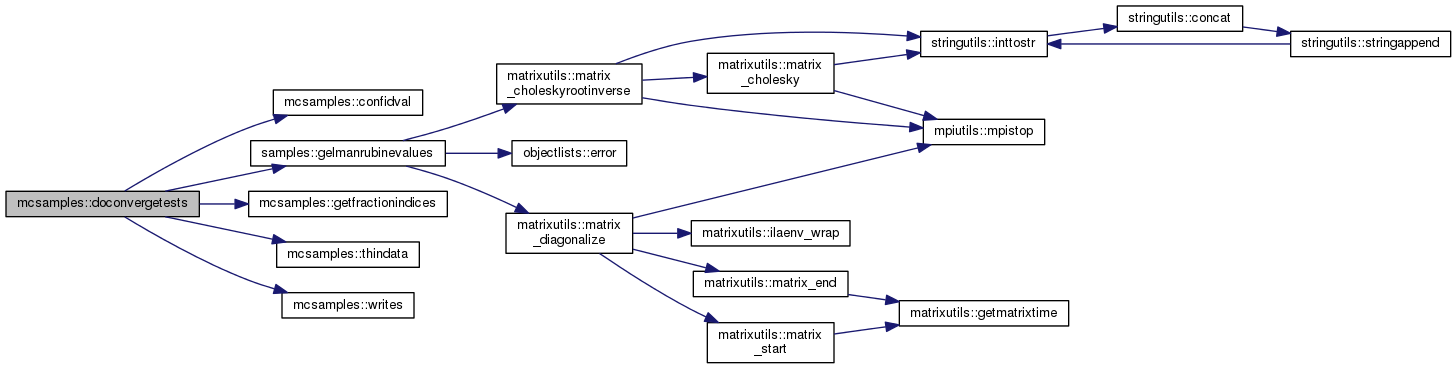 mcsamples::doconvergetests
mcsamples::confidval
samples::gelmanrubinevalues
mcsamples::getfractionindices
mcsamples::thindata
mcsamples::writes
matrixutils::matrix
_choleskyrootinverse
objectlists::error
matrixutils::matrix
_diagonalize
matrixutils::matrix
_cholesky
matrixutils::ilaenv_wrap
matrixutils::matrix_end
matrixutils::matrix
_start
stringutils::inttostr
mpiutils::mpistop
matrixutils::getmatrixtime
stringutils::concat
stringutils::stringappend